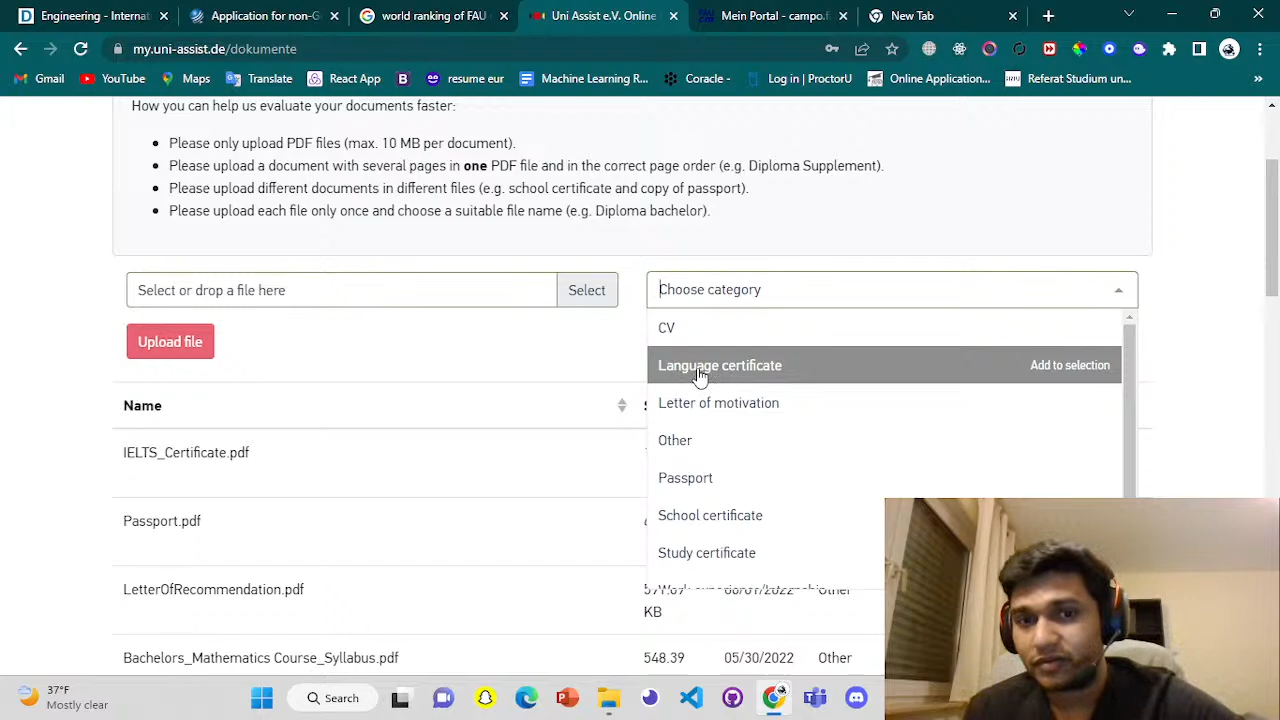 Engineering - Internat
Application for non-G
world ranking of FAU
Uni Assist e.V. Online
Mein Portal - campo.f
New Tab
my.uni-assist.de/dokumente
Gmail
YouTube
Maps
Translate
React App
resume eur
Machine Learning R...
Coracle -
Log in | ProctorU
Online Application...
Referat Studium un...
How you can help us evaluate your documents faster:
Please only upload PDF files (max. 10 MB per document).
Please upload a document with several pages in one PDF file and in the correct page order (e.g. Diploma Supplement).
Please upload different documents in different files (e.g. school certificate and copy of passport).
Please upload each file only once and choose a suitable file name (e.g. Diploma bachelor).
Select or drop a file here
Select
Choose category
Upload file
CV
Language certificate
Add to selection
Letter of motivation
Other
Passport
School certificate
Study certificate
Name
IELTS_Certificate.pdf
Passport.pdf
LetterOfRecommendation.pdf
KB
Bachelors_Mathematics Course_Syllabus.pdf
548.39
05/30/2022
Other
37°F
Mostly clear
Search